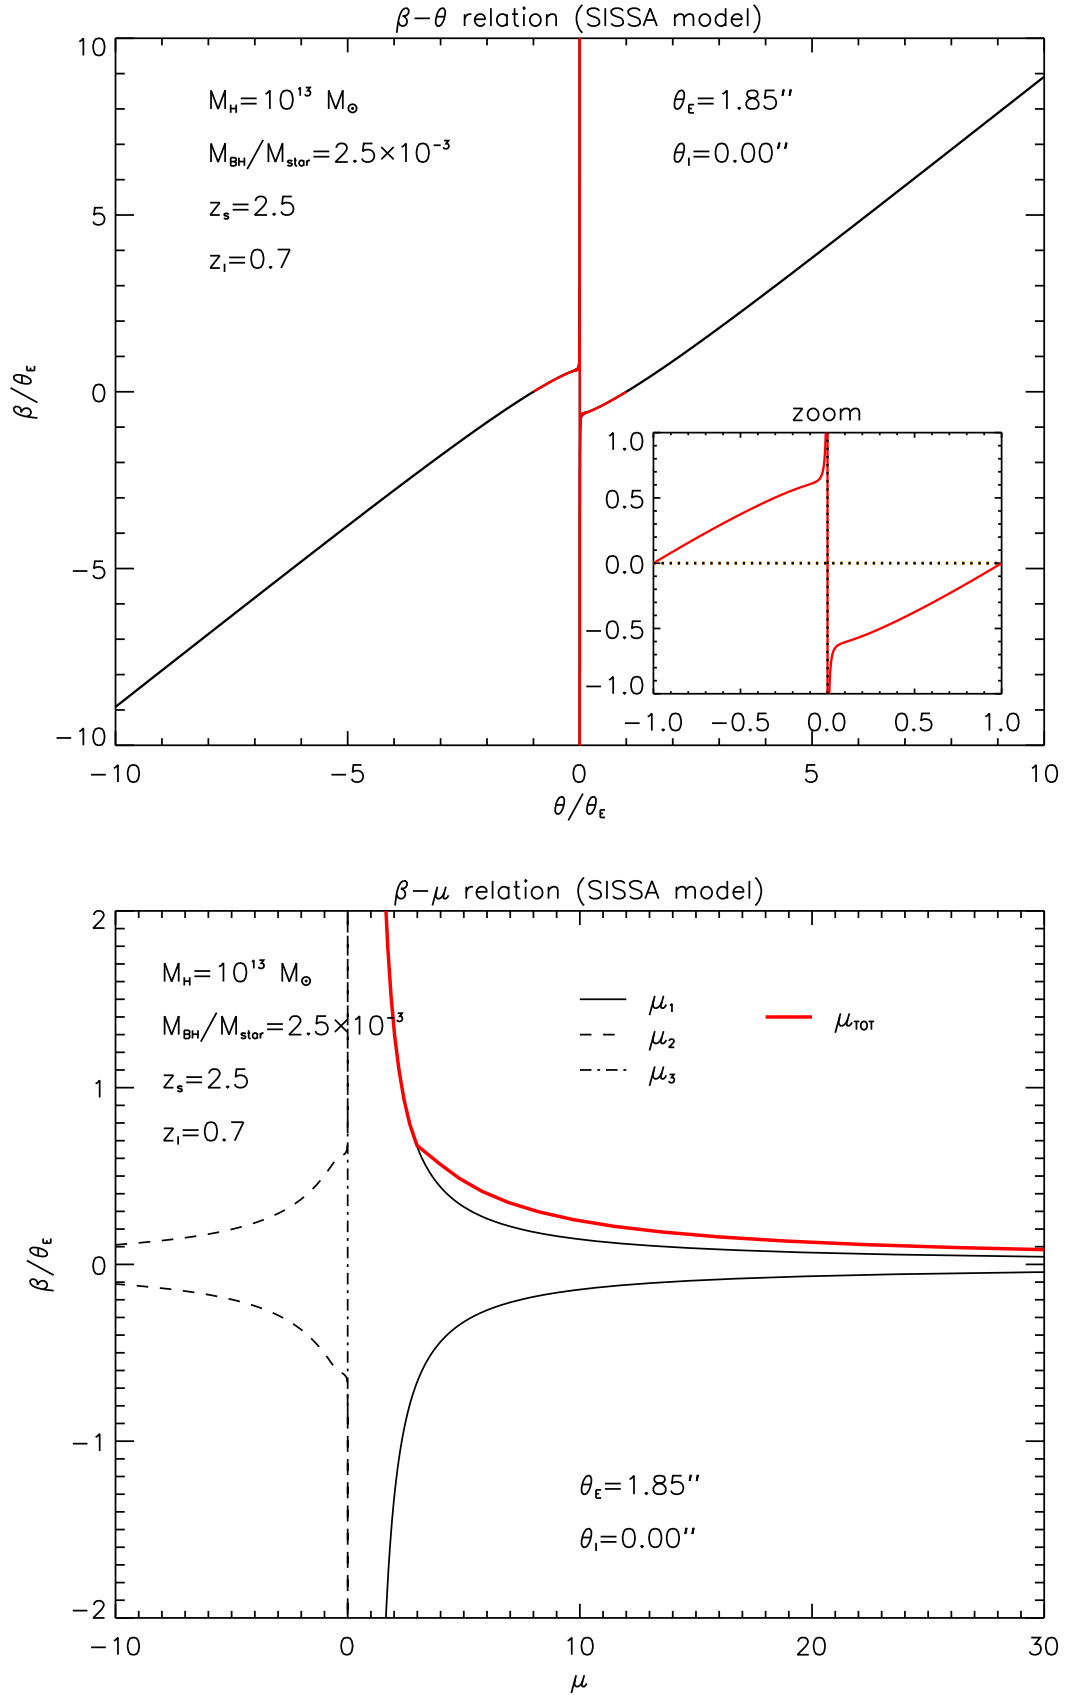 β−θ relation (SISSA model)
10
5
0
−5
−10
β/θ_E
M_H=10^13 M_⊙
M_BH/M_star=2.5×10^−3
z_s=2.5
z_l=0.7
θ_E=1.85″
θ_I=0.00″
zoom
1.0
0.5
0.0
−0.5
−1.0
−1.0 −0.5 0.0 0.5 1.0
−10 −5 0 5 10
θ/θ_E
β−μ relation (SISSA model)
2
1
0
−1
−2
β/θ_E
M_H=10^13 M_⊙
M_BH/M_star=2.5×10^−3
z_s=2.5
z_l=0.7
μ_1
μ_2
μ_3
μ_TOT
θ_E=1.85″
θ_I=0.00″
−10 0 10 20 30
μ